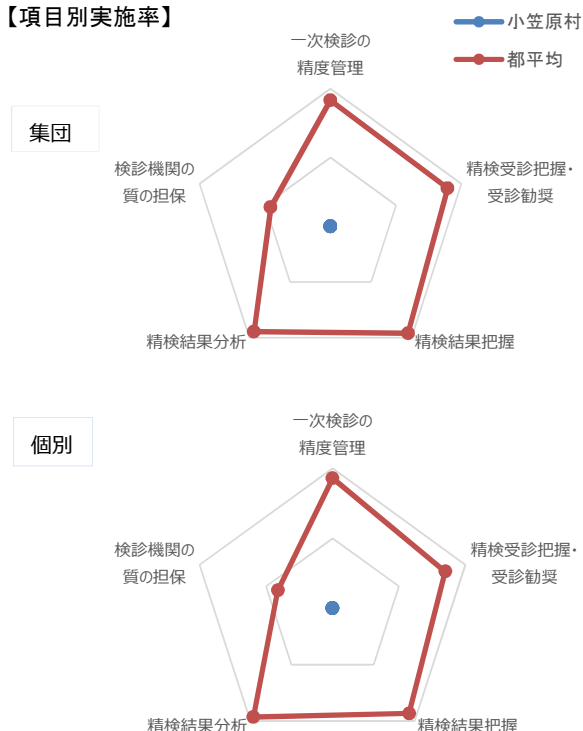 【項目別実施率】
小笠原村
都平均
集団
一次検診の
精度管理
精検受診把握・
受診勧奨
精検結果把握
精検結果分析
検診機関の
質の担保
個別
一次検診の
精度管理
精検受診把握・
受診勧奨
精検結果把握
精検結果分析
検診機関の
質の担保